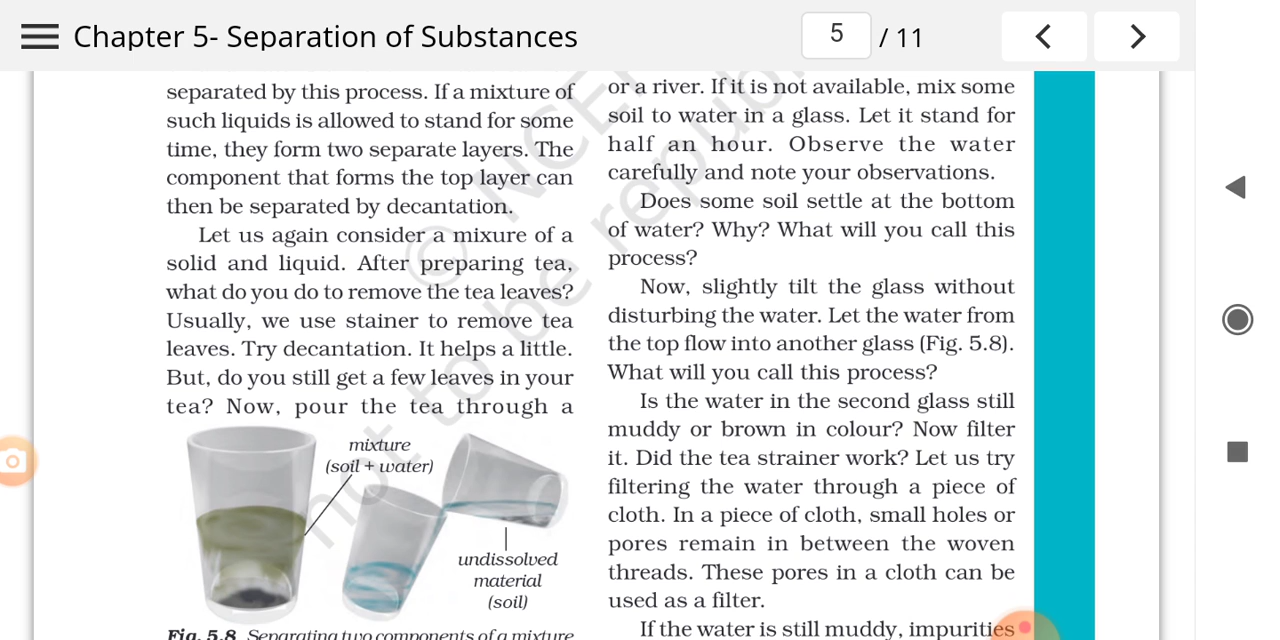 Chapter 5- Separation of Substances
5 / 11
separated by this process. If a mixture of
such liquids is allowed to stand for some
time, they form two separate layers. The
component that forms the top layer can
then be separated by decantation.
Let us again consider a mixure of a
solid and liquid. After preparing tea,
what do you do to remove the tea leaves?
Usually, we use stainer to remove tea
leaves. Try decantation. It helps a little.
But, do you still get a few leaves in your
tea? Now, pour the tea through a
mixture
(soil + water)
undissolved
material
(soil)
Fig. 5.8 Separating two components of a mixture
or a river. If it is not available, mix some
soil to water in a glass. Let it stand for
half an hour. Observe the water
carefully and note your observations.
Does some soil settle at the bottom
of water? Why? What will you call this
process?
Now, slightly tilt the glass without
disturbing the water. Let the water from
the top flow into another glass (Fig. 5.8).
What will you call this process?
Is the water in the second glass still
muddy or brown in colour? Now filter
it. Did the tea strainer work? Let us try
filtering the water through a piece of
cloth. In a piece of cloth, small holes or
pores remain in between the woven
threads. These pores in a cloth can be
used as a filter.
If the water is still muddy, impurities
© NCE
not to be republ